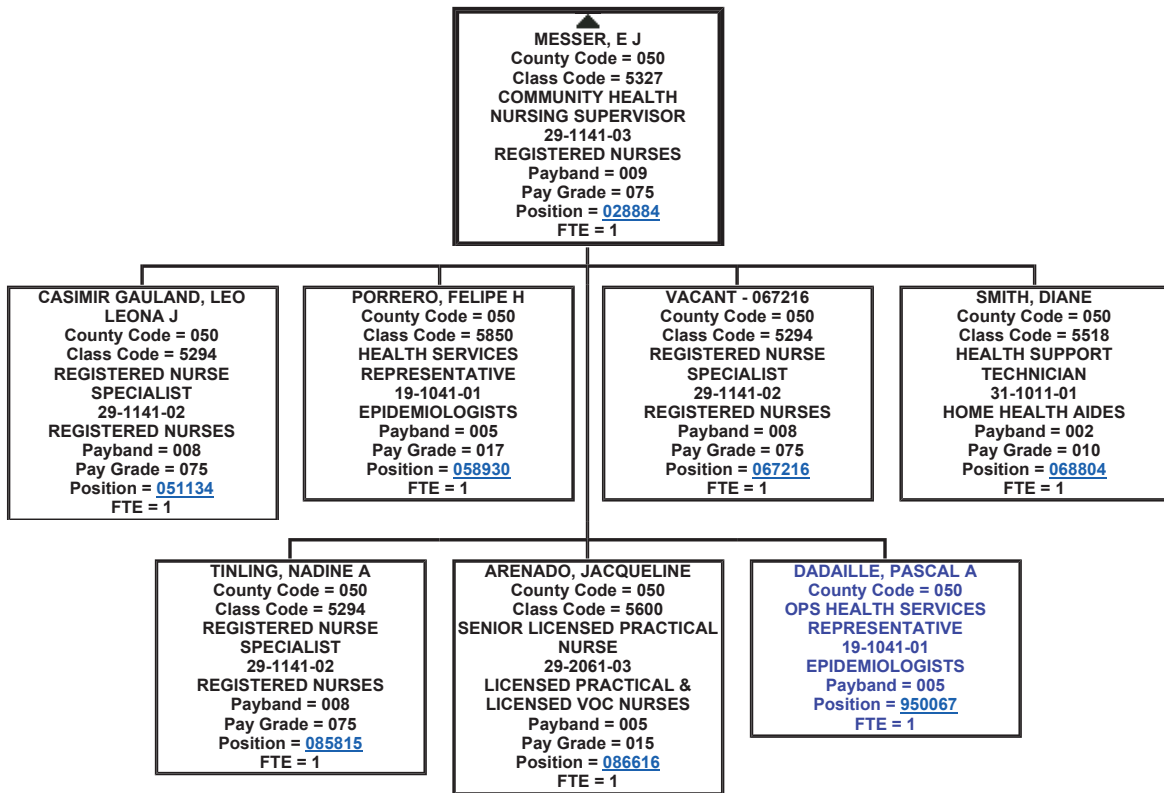 MESSER, E J
County Code = 050
Class Code = 5327
COMMUNITY HEALTH
NURSING SUPERVISOR
29-1141-03
REGISTERED NURSES
Payband = 009
Pay Grade = 075
Position = 028884
FTE = 1
CASIMIR GAULAND, LEO
LEONA J
County Code = 050
Class Code = 5294
REGISTERED NURSE
SPECIALIST
29-1141-02
REGISTERED NURSES
Payband = 008
Pay Grade = 075
Position = 051134
FTE = 1
PORRERO, FELIPE H
County Code = 050
Class Code = 5850
HEALTH SERVICES
REPRESENTATIVE
19-1041-01
EPIDEMIOLOGISTS
Payband = 005
Pay Grade = 017
Position = 058930
FTE = 1
VACANT - 067216
County Code = 050
Class Code = 5294
REGISTERED NURSE
SPECIALIST
29-1141-02
REGISTERED NURSES
Payband = 008
Pay Grade = 075
Position = 067216
FTE = 1
SMITH, DIANE
County Code = 050
Class Code = 5518
HEALTH SUPPORT
TECHNICIAN
31-1011-01
HOME HEALTH AIDES
Payband = 002
Pay Grade = 010
Position = 068804
FTE = 1
TINLING, NADINE A
County Code = 050
Class Code = 5294
REGISTERED NURSE
SPECIALIST
29-1141-02
REGISTERED NURSES
Payband = 008
Pay Grade = 075
Position = 085815
FTE = 1
ARENADO, JACQUELINE
County Code = 050
Class Code = 5600
SENIOR LICENSED PRACTICAL
NURSE
29-2061-03
LICENSED PRACTICAL &
LICENSED VOC NURSES
Payband = 005
Pay Grade = 015
Position = 086616
FTE = 1
DADAILLE, PASCAL A
County Code = 050
OPS HEALTH SERVICES
REPRESENTATIVE
19-1041-01
EPIDEMIOLOGISTS
Payband = 005
Position = 950067
FTE = 1